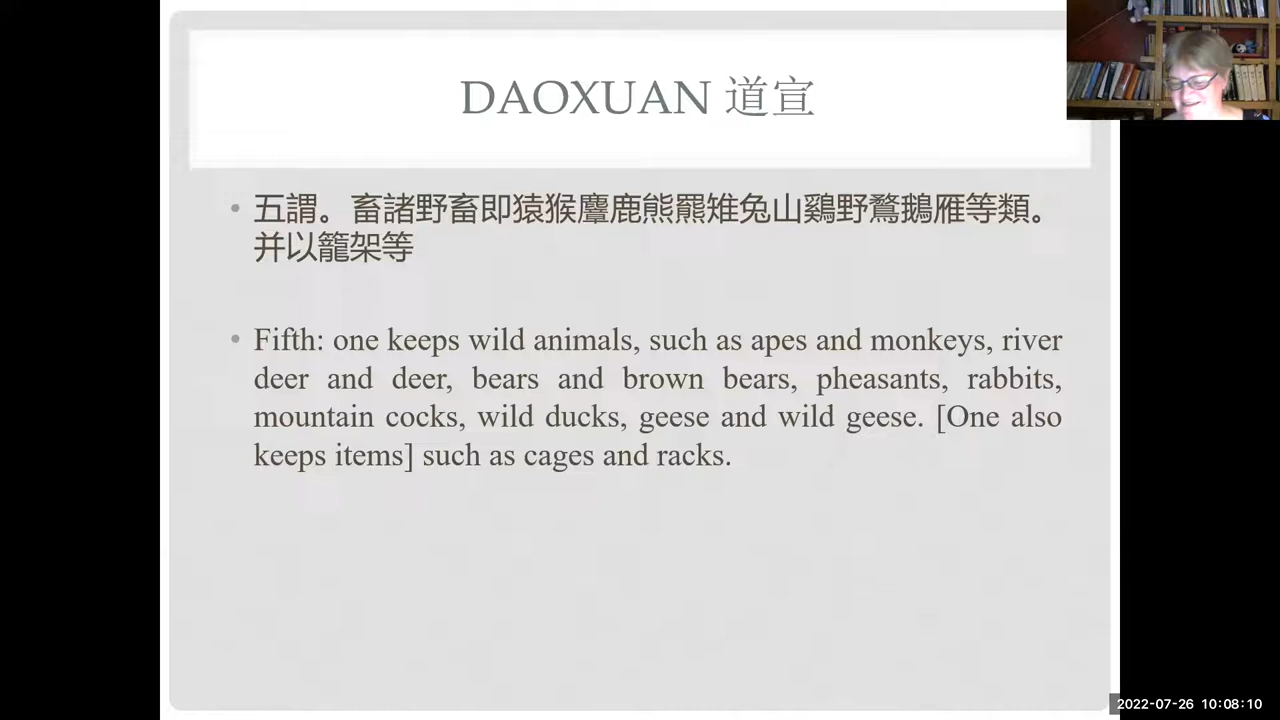 DAOXUAN 道宣
• 五謂。畜諸野畜即猿猴麞鹿熊羆雉兔山鷄野鶩鵝雁等類。
并以籠架等
• Fifth: one keeps wild animals, such as apes and monkeys, river
deer and deer, bears and brown bears, pheasants, rabbits,
mountain cocks, wild ducks, geese and wild geese. [One also
keeps items] such as cages and racks.
2022-07-26 10:08:10